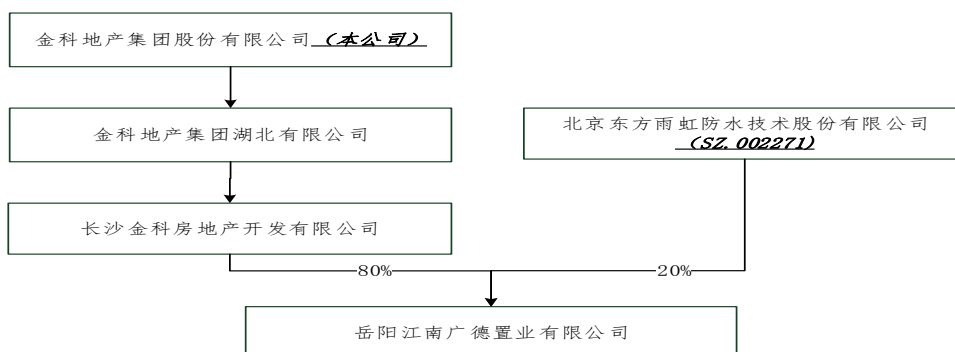 金科地产集团股份有限公司（本公司）
金科地产集团湖北有限公司
北京东方雨虹防水技术股份有限公司
（SZ.002271)
长沙金科房地产开发有限公司
80%
20%
岳阳江南广德置业有限公司